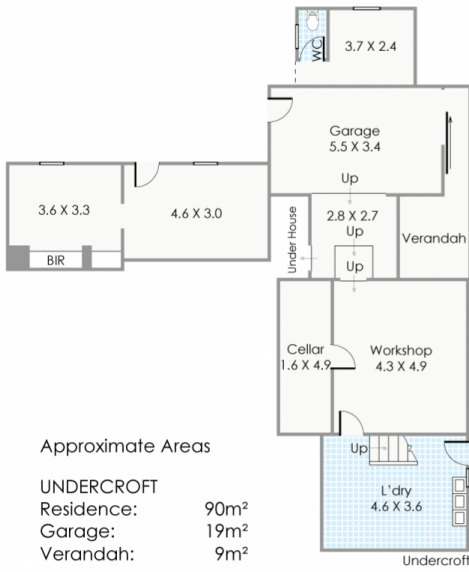 WC
3.7 X 2.4
Garage
5.5 X 3.4
Up
3.6 X 3.3
4.6 X 3.0
2.8 X 2.7
Up
Under House
Verandah
Up
BIR
Cellar
1.6 X 4.9
Workshop
4.3 X 4.9
Up
L'dry
4.6 X 3.6
Approximate Areas
UNDERCROFT
Residence: 90m²
Garage: 19m²
Verandah: 9m²
Undercroft